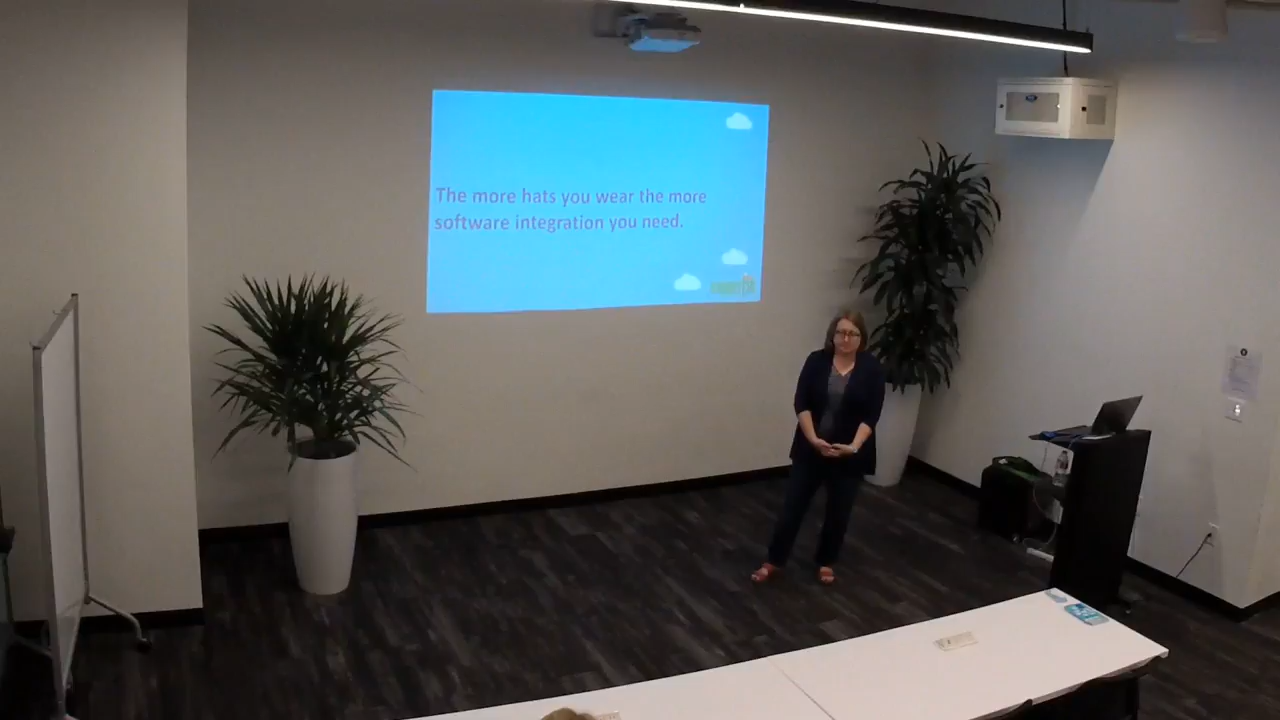 The more hats you wear the more
software integration you need.